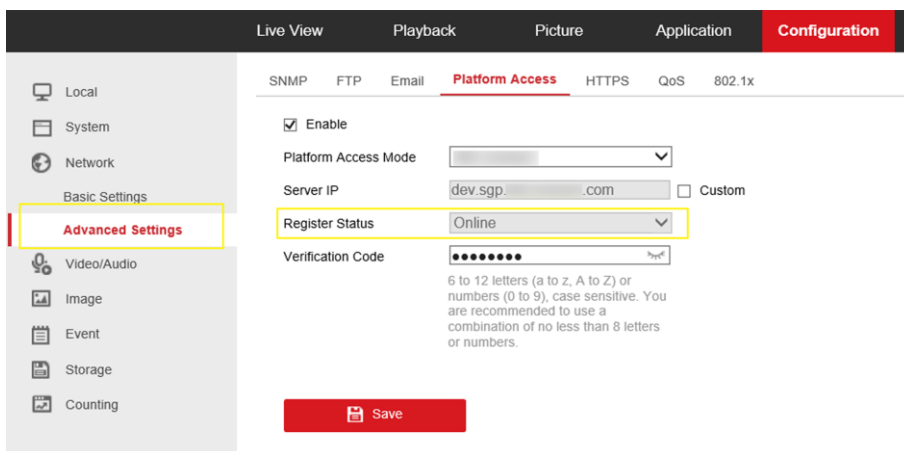 Live View Playback Picture Application Configuration
SNMP FTP Email Platform Access HTTPS QoS 802.1x
Local
System
Network
Basic Settings
Advanced Settings
Video/Audio
Image
Event
Storage
Counting
Enable
Platform Access Mode
Server IP dev.sgp. .com Custom
Register Status Online
Verification Code ●●●●●●●●
6 to 12 letters (a to z, A to Z) or
numbers (0 to 9), case sensitive. You
are recommended to use a
combination of no less than 8 letters
or numbers.
Save